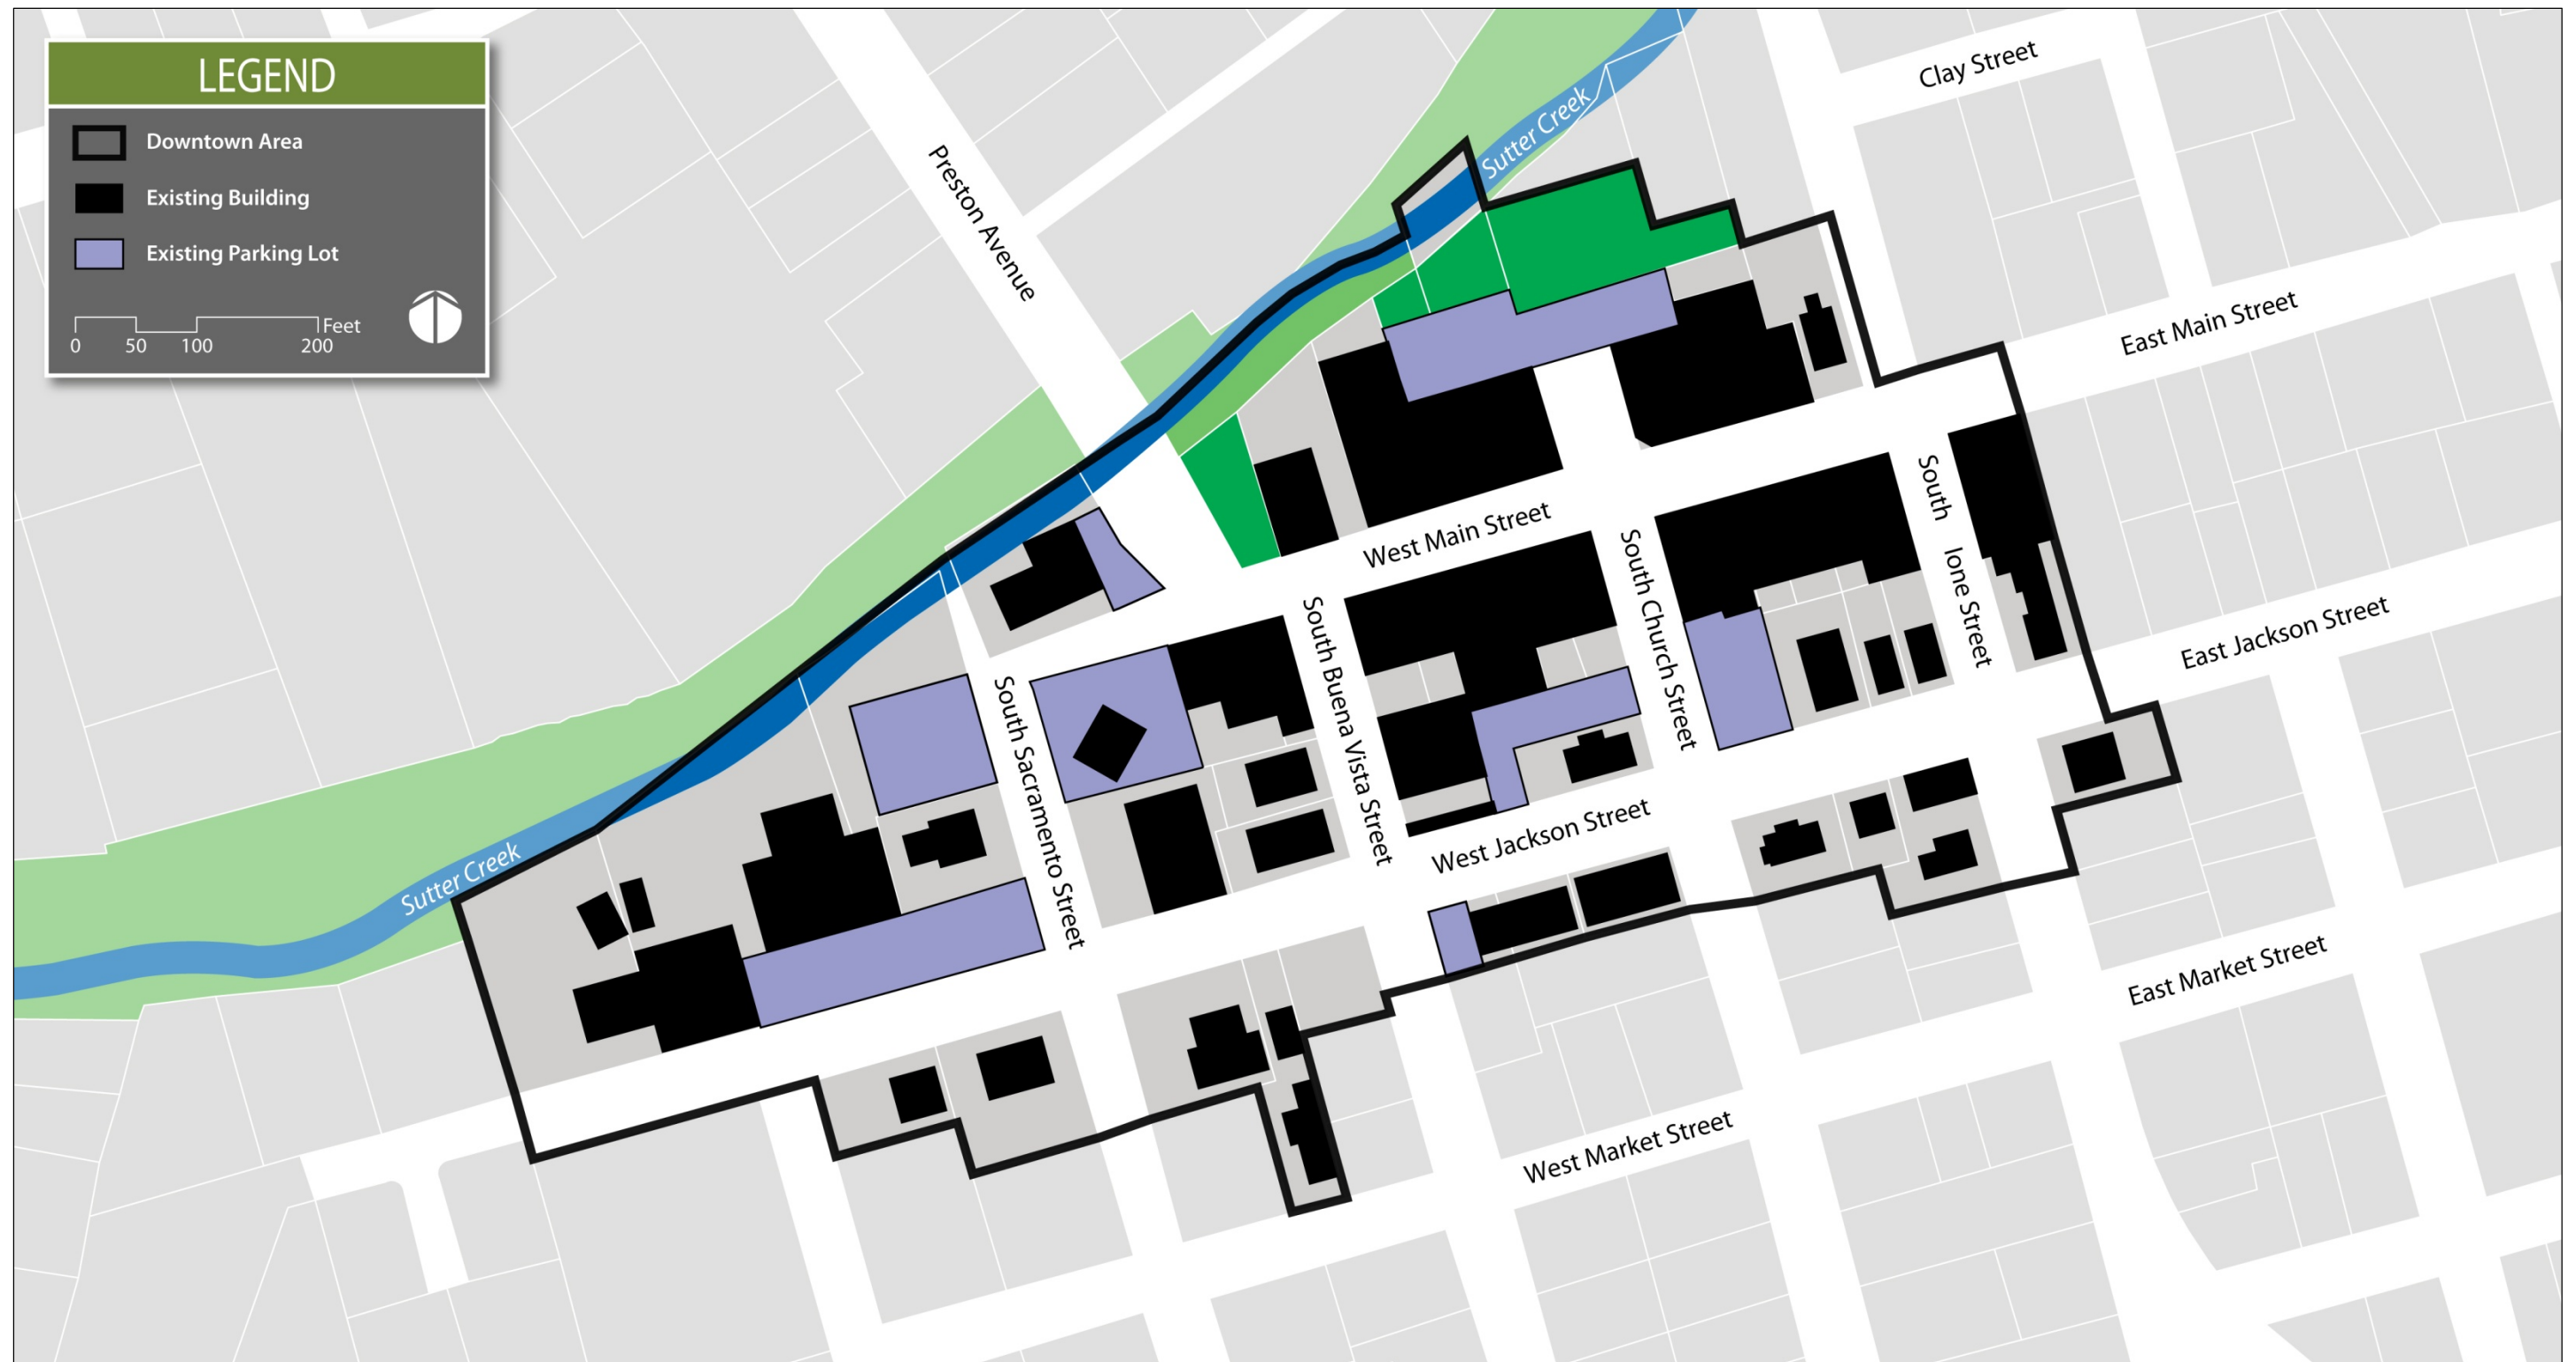 LEGEND
Downtown Area
Existing Building
Existing Parking Lot
Feet
0 50 100 200
Clay Street
Preston Avenue
Sutter Creek
East Main Street
West Main Street
South Ione Street
South Church Street
East Jackson Street
South Buena Vista Street
South Sacramento Street
West Jackson Street
Sutter Creek
East Market Street
West Market Street